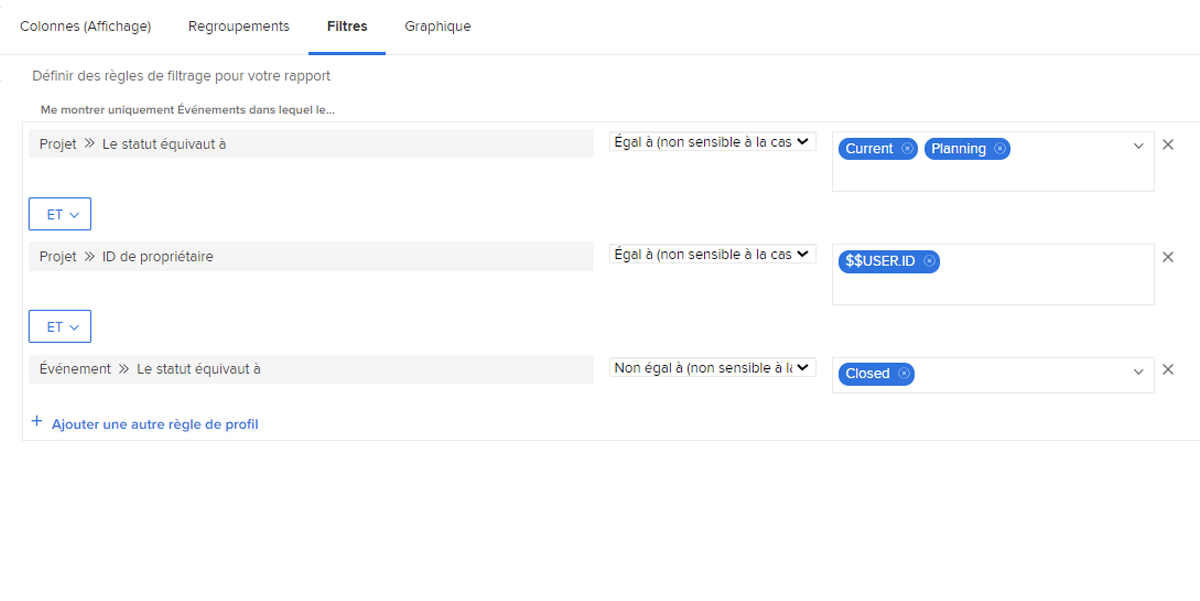 Colonnes (Affichage) Regroupements Filtres Graphique
Définir des règles de filtrage pour votre rapport
Me montrer uniquement Événements dans lequel le...
Projet » Le statut équivaut à Égal à (non sensible à la cas Current Planning
ET
Projet » ID de propriétaire Égal à (non sensible à la cas $$USER.ID
ET
Événement » Le statut équivaut à Non égal à (non sensible à la Closed
+ Ajouter une autre règle de profil